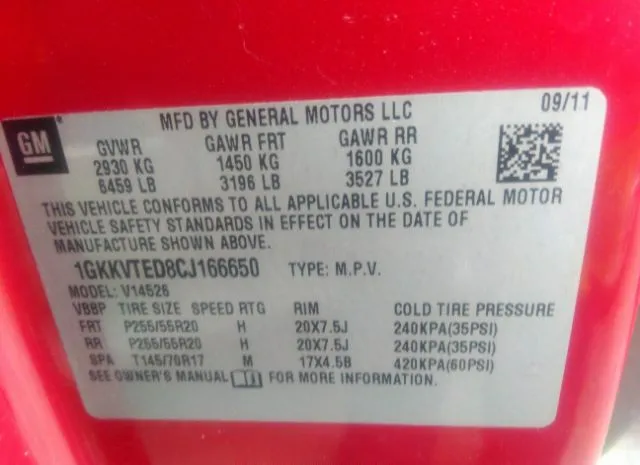 MFD BY GENERAL MOTORS LLC 09/11
GM
GVWR GAWR FRT GAWR RR
2930 KG 1450 KG 1600 KG
6459 LB 3196 LB 3527 LB
THIS VEHICLE CONFORMS TO ALL APPLICABLE U.S. FEDERAL MOTOR
VEHICLE SAFETY STANDARDS IN EFFECT ON THE DATE OF
MANUFACTURE SHOWN ABOVE.
1GKKVTED8CJ166650 TYPE: M.P.V.
MODEL: V14526
VBBP TIRE SIZE SPEED RTG RIM COLD TIRE PRESSURE
FRT P255/55R20 H 20X7.5J 240KPA(35PSI)
RR P255/55R20 H 20X7.5J 240KPA(35PSI)
SPA T145/70R17 M 17X4.5B 420KPA(60PSI)
SEE OWNER'S MANUAL FOR MORE INFORMATION.